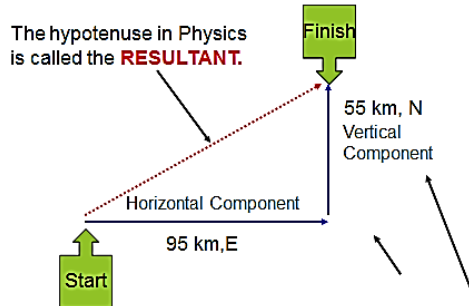 The hypotenuse in Physics
is called the RESULTANT.
Finish
55 km, N
Vertical
Component
Horizontal Component
95 km,E
Start